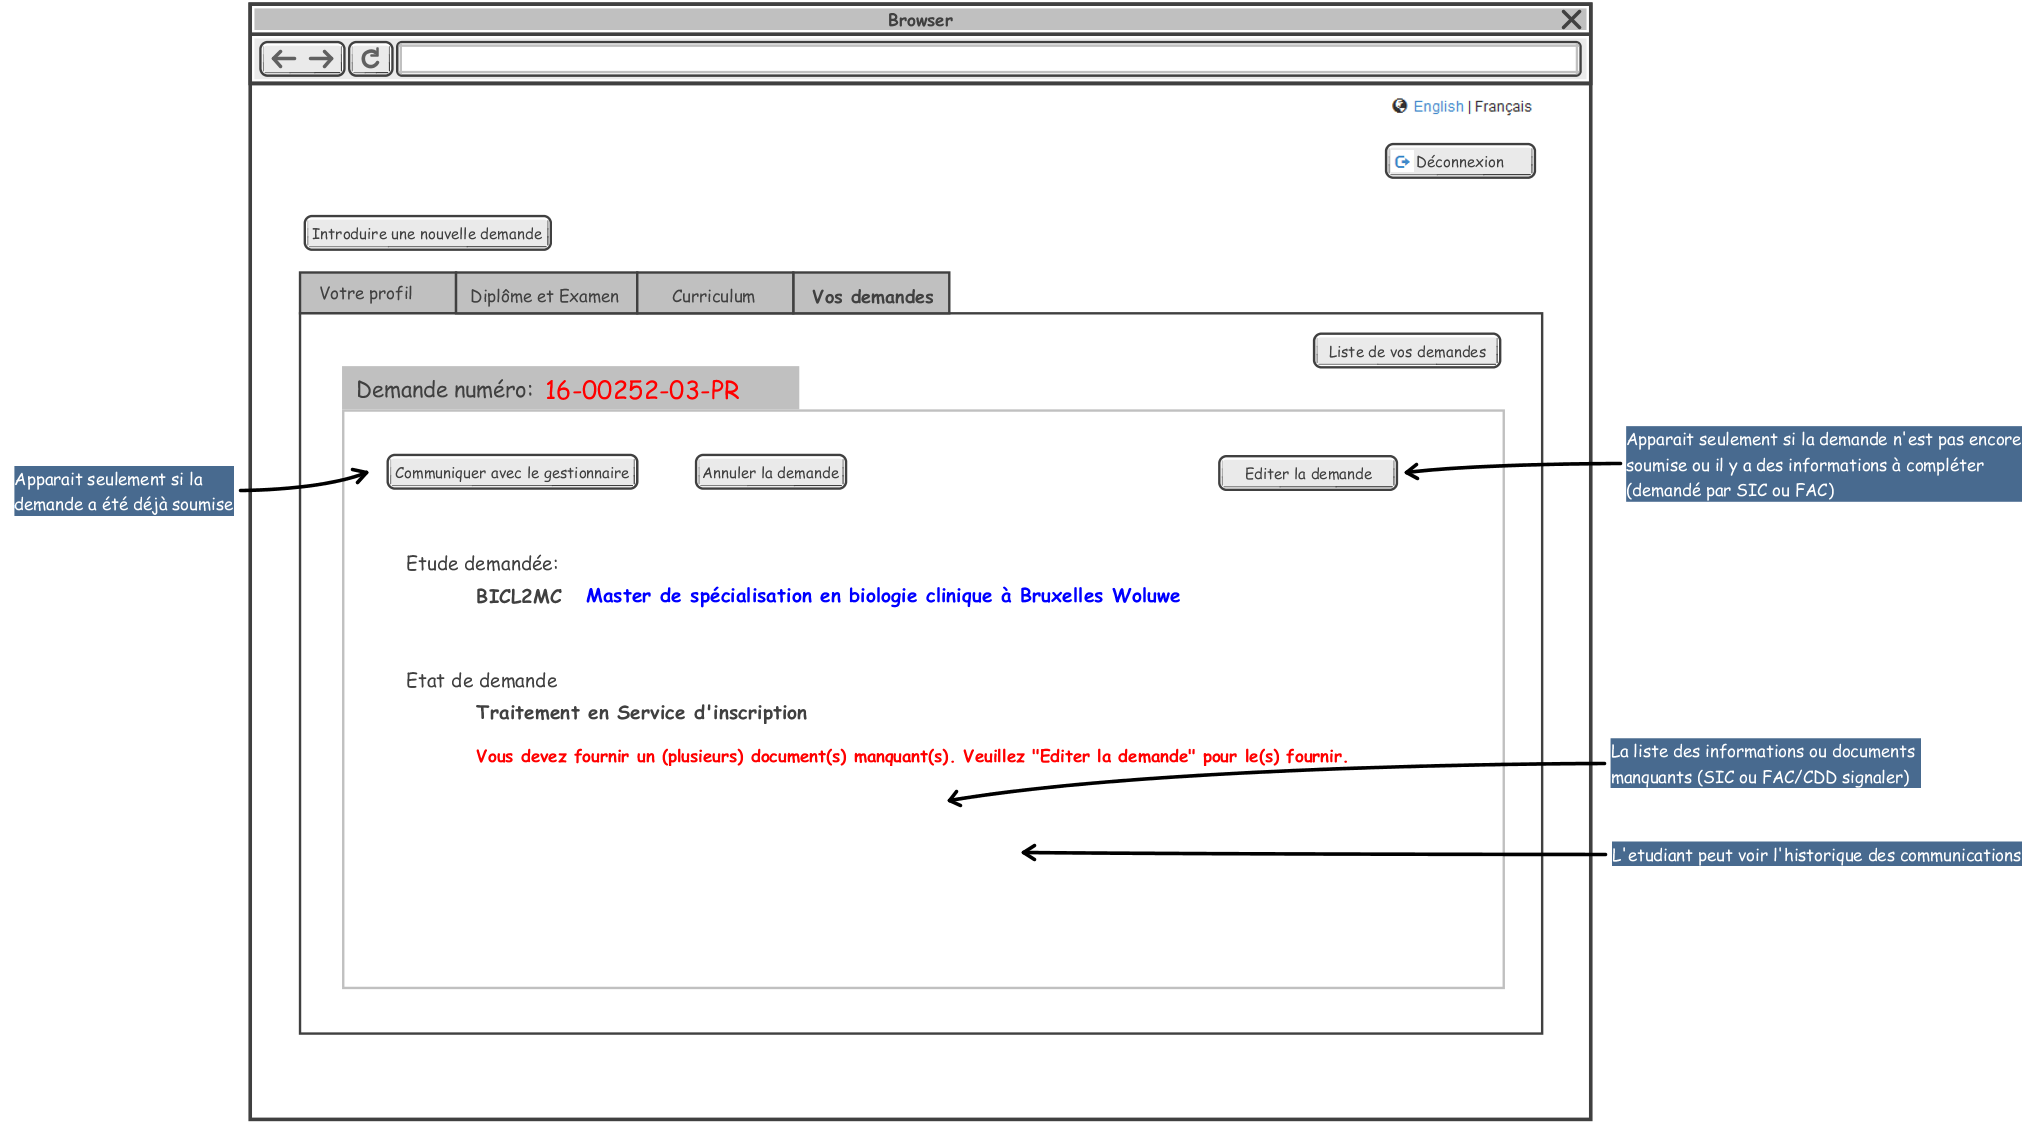 Browser
English | Français
Déconnexion
Introduire une nouvelle demande
Votre profil
Diplôme et Examen
Curriculum
Vos demandes
Liste de vos demandes
Demande numéro: 16-00252-03-PR
Apparait seulement si la
demande a été déjà soumise
Communiquer avec le gestionnaire
Annuler la demande
Editer la demande
Apparait seulement si la demande n'est pas encore
soumise ou il y a des informations à compléter
(demandé par SIC ou FAC)
Etude demandée:
BICL2MC Master de spécialisation en biologie clinique à Bruxelles Woluwe
Etat de demande
Traitement en Service d'inscription
Vous devez fournir un (plusieurs) document(s) manquant(s). Veuillez "Editer la demande" pour le(s) fournir.
La liste des informations ou documents
manquants (SIC ou FAC/CDD signaler)
L'etudiant peut voir l'historique des communications